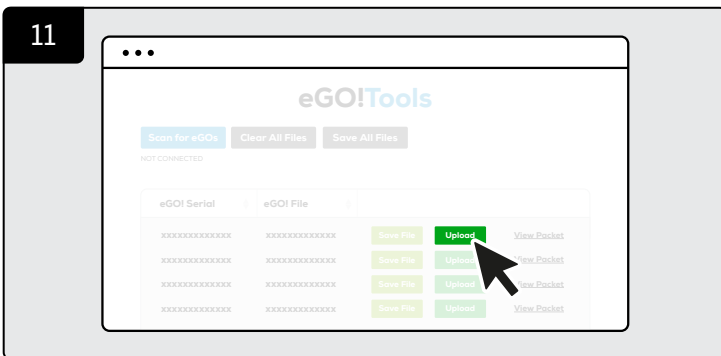 11
eGO!Tools
Scan for eGOs Clear All Files Save All Files
NOT CONNECTED
eGO! Serial eGO! File
xxxxxxxxxxxxx xxxxxxxxxxxxx Save File Upload View Pocket
xxxxxxxxxxxxx xxxxxxxxxxxxx Save File Upload View Pocket
xxxxxxxxxxxxx xxxxxxxxxxxxx Save File Upload View Pocket
xxxxxxxxxxxxx xxxxxxxxxxxxx Save File Upload View Pocket